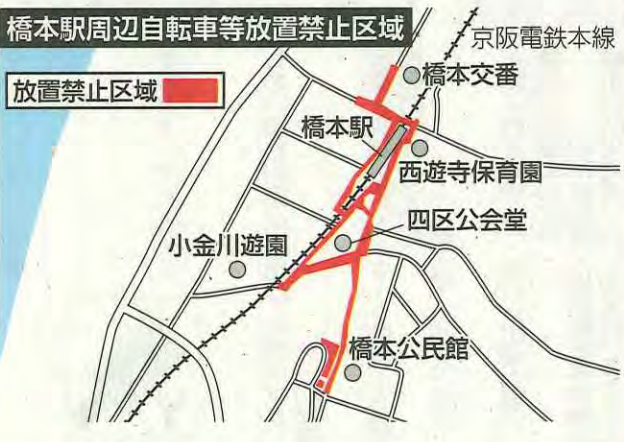 橋本駅周辺自転車等放置禁止区域
京阪電鉄本線
放置禁止区域
橋本交番
橋本駅
西遊寺保育園
四区公会堂
小金川遊園
橋本公民館